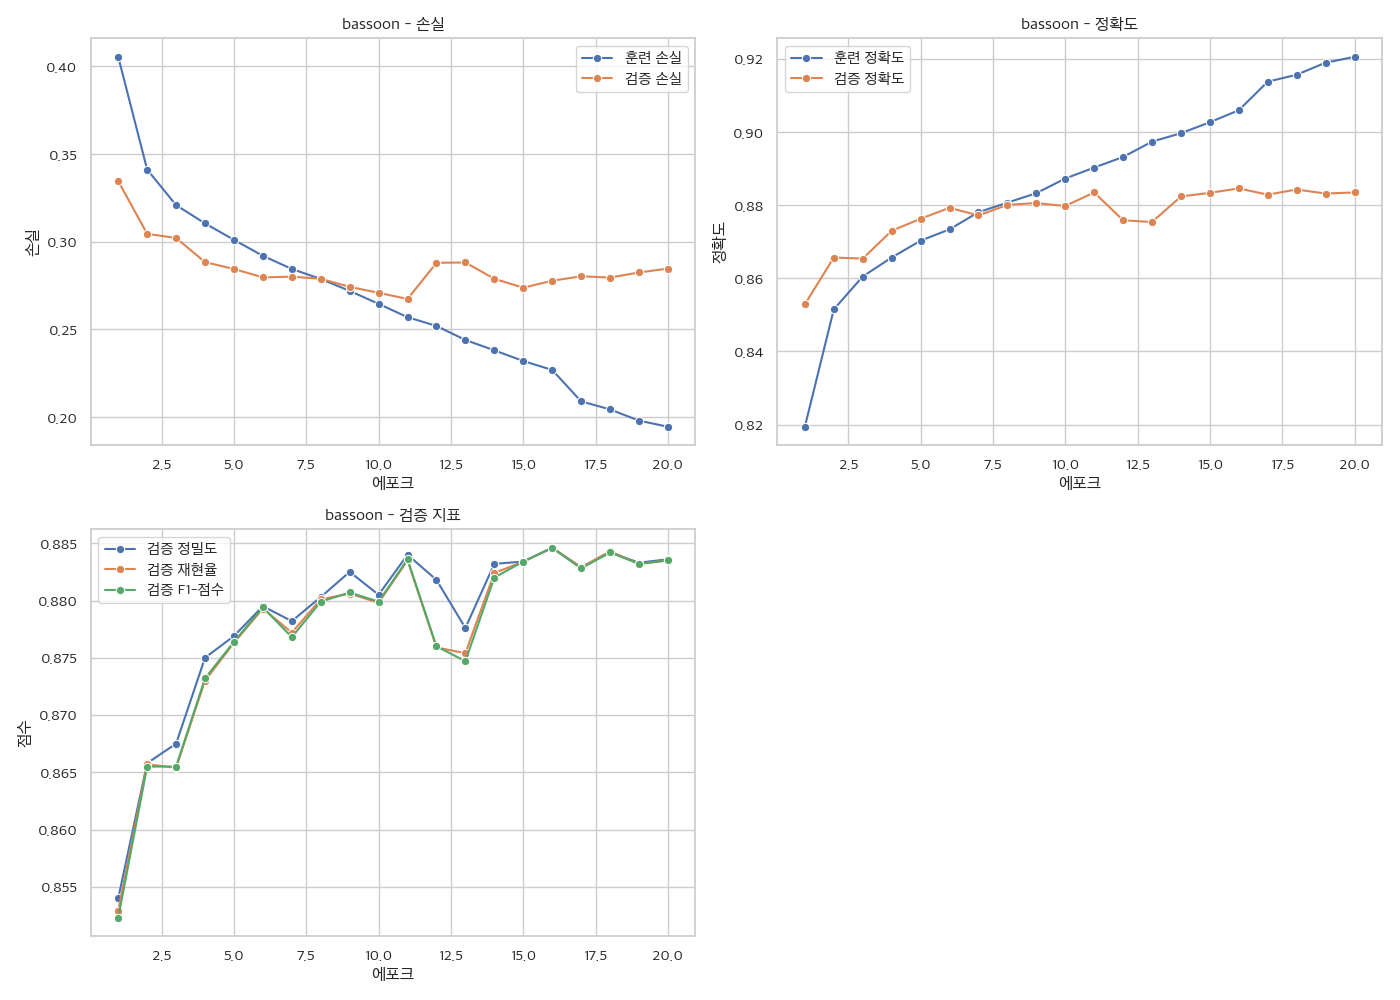 bassoon - 손실
훈련 손실
검증 손실
0.40
0.35
0.30
0.25
0.20
손실
2.5 5.0 7.5 10.0 12.5 15.0 17.5 20.0
에포크
bassoon - 정확도
훈련 정확도
검증 정확도
0.92
0.90
0.88
0.86
0.84
0.82
정확도
2.5 5.0 7.5 10.0 12.5 15.0 17.5 20.0
에포크
bassoon - 검증 지표
검증 정밀도
검증 재현율
검증 F1-점수
0.885
0.880
0.875
0.870
0.865
0.860
0.855
점수
2.5 5.0 7.5 10.0 12.5 15.0 17.5 20.0
에포크